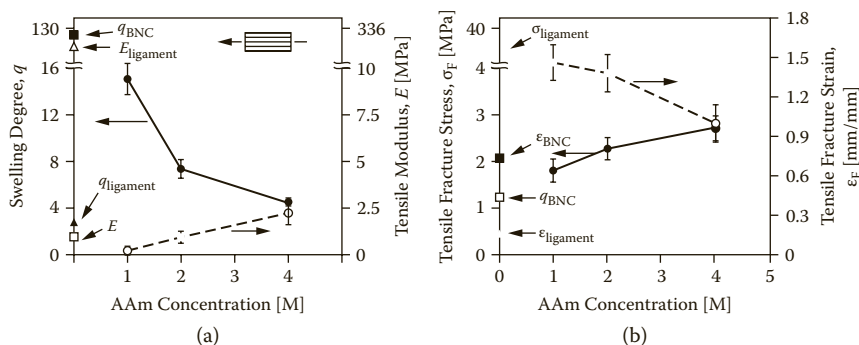 130
336
q_BNC
E_ligament
16
10
12
7.5
8
5
q_ligament
4
2.5
E
0
0
1
2
3
4
Swelling Degree, q
Tensile Modulus, E [MPa]
AAm Concentration [M]
(a)
40
1.8
σ_ligament
4
1.5
3
1.2
ε_BNC
0.9
2
0.6
q_BNC
1
0.3
ε_ligament
0
0
0
1
2
3
4
5
Tensile Fracture Stress, σ_F [MPa]
Tensile Fracture Strain,
ε_F [mm/mm]
AAm Concentration [M]
(b)